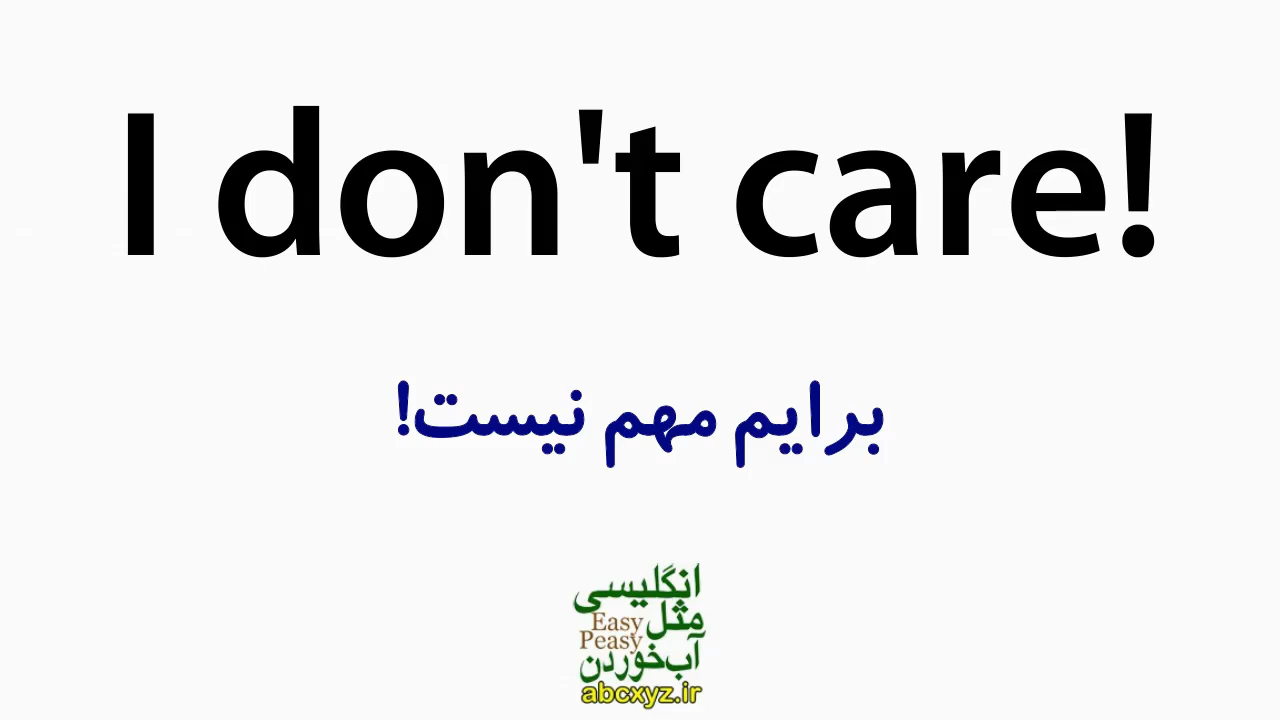 I don't care!
برایم مهم نیست!
انگلیسی
مثل Easy
Peasy
آب‌خوردن
abcxyz.ir